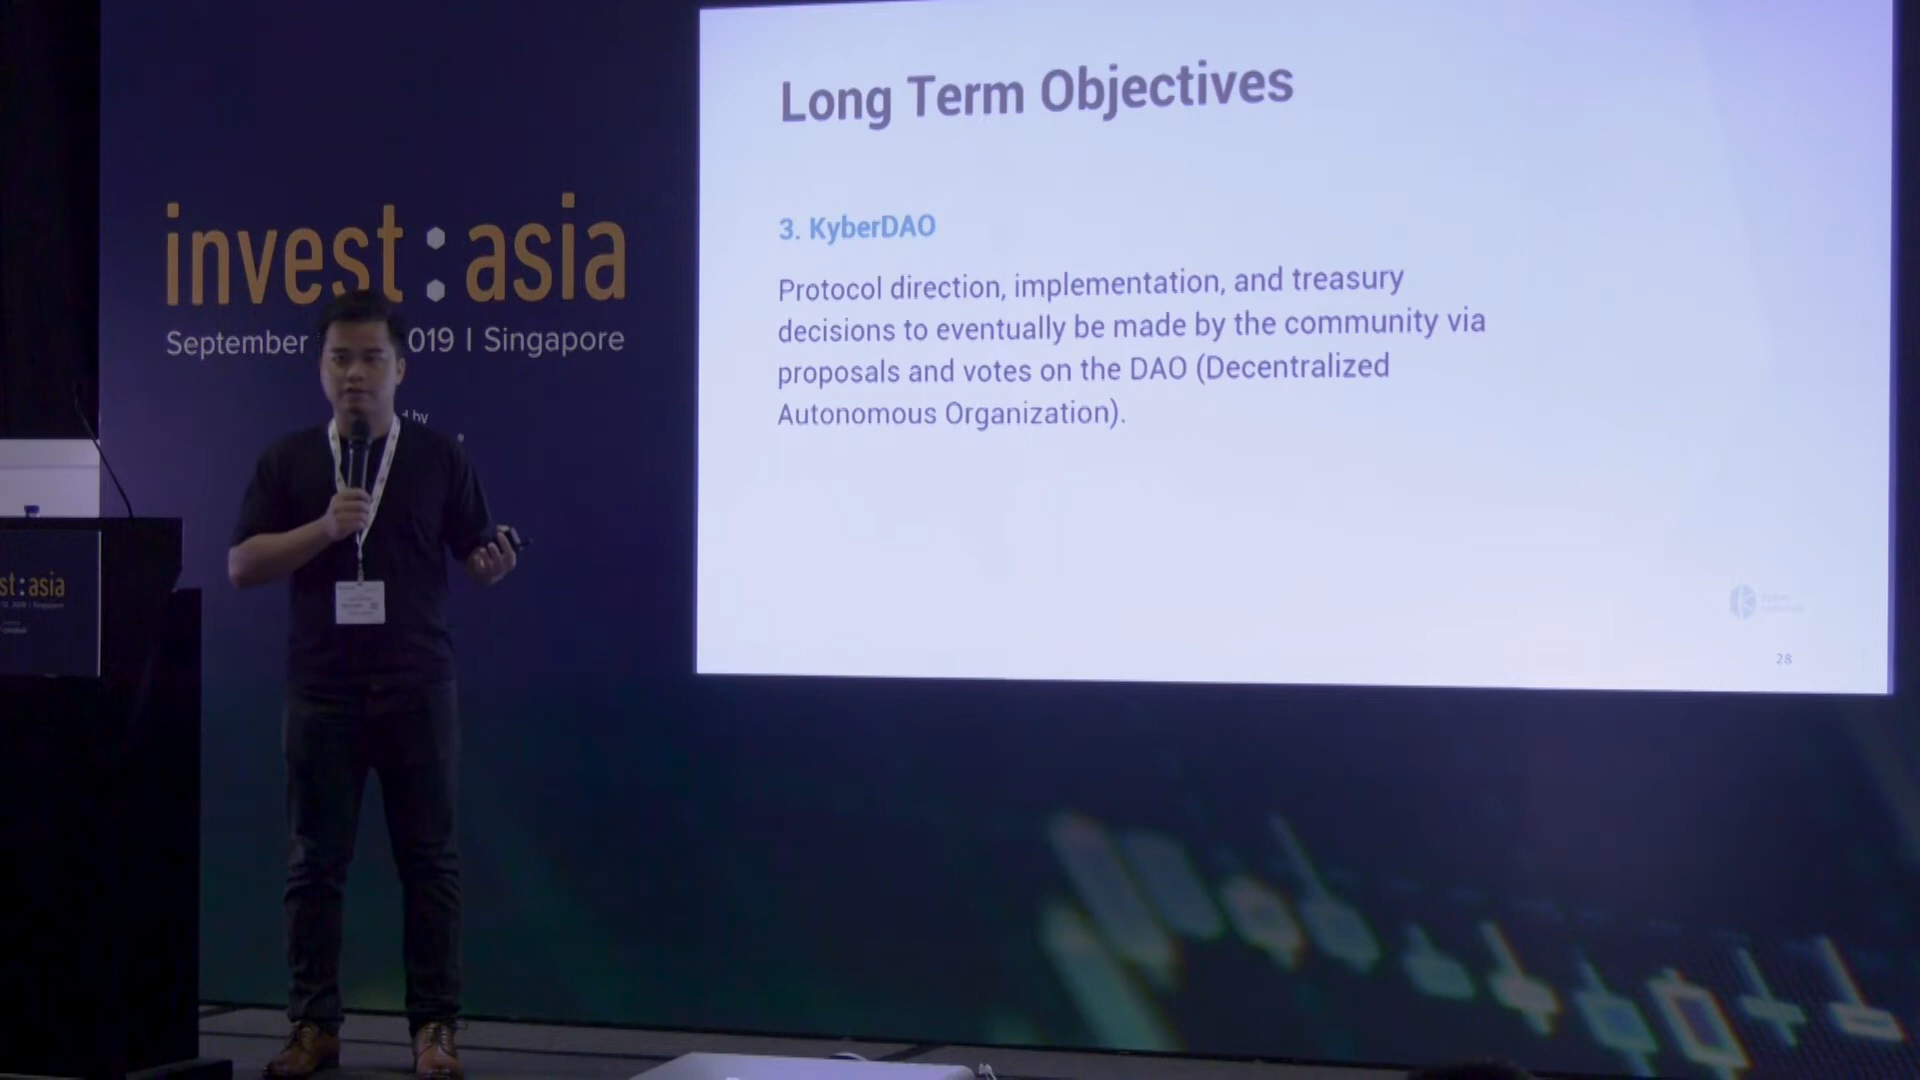 invest:asia
September 019 | Singapore
d by
st:asia
Long Term Objectives
3. KyberDAO
Protocol direction, implementation, and treasury
decisions to eventually be made by the community via
proposals and votes on the DAO (Decentralized
Autonomous Organization).
28